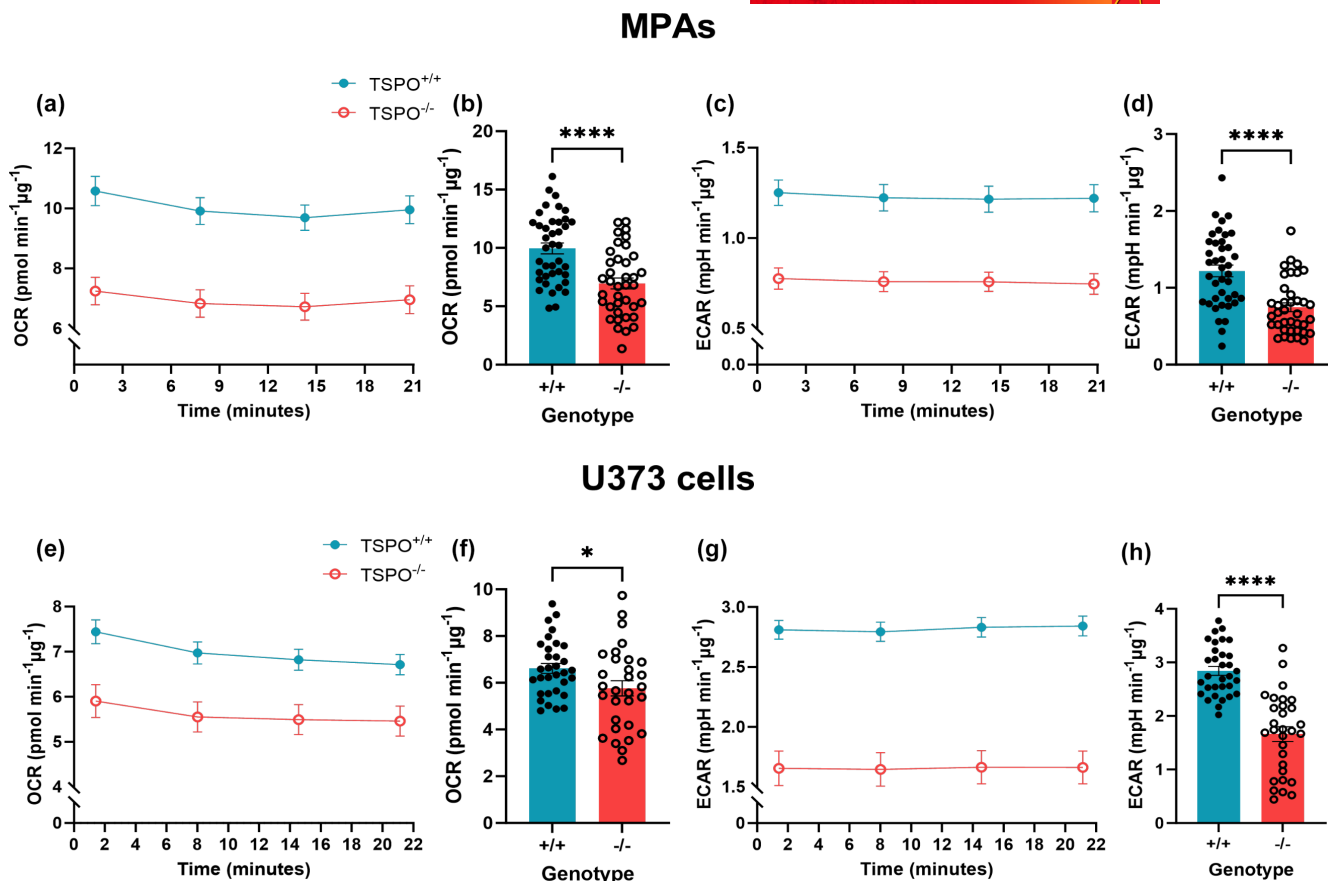 MPAs
TSPO+/+
TSPO-/-
(a)
OCR (pmol min-1µg-1)
12
10
8
6
0
0 3 6 9 12 15 18 21
Time (minutes)
(b)
****
OCR (pmol min-1µg-1)
20
15
10
5
0
+/+ -/-
Genotype
(c)
ECAR (mpH min-1µg-1)
1.5
1.0
0.5
0.0
0 3 6 9 12 15 18 21
Time (minutes)
(d)
****
ECAR (mpH min-1µg-1)
3
2
1
0
+/+ -/-
Genotype
U373 cells
TSPO+/+
TSPO-/-
(e)
OCR (pmol min-1µg-1)
8
7
6
5
4
0
0 2 4 6 8 10 12 14 16 18 20 22
Time (minutes)
(f)
*
OCR (pmol min-1µg-1)
10
8
6
4
2
0
+/+ -/-
Genotype
(g)
ECAR (mpH min-1µg-1)
3.0
2.5
2.0
1.5
0
0 2 4 6 8 10 12 14 16 18 20 22
Time (minutes)
(h)
****
ECAR (mpH min-1µg-1)
4
3
2
1
0
+/+ -/-
Genotype